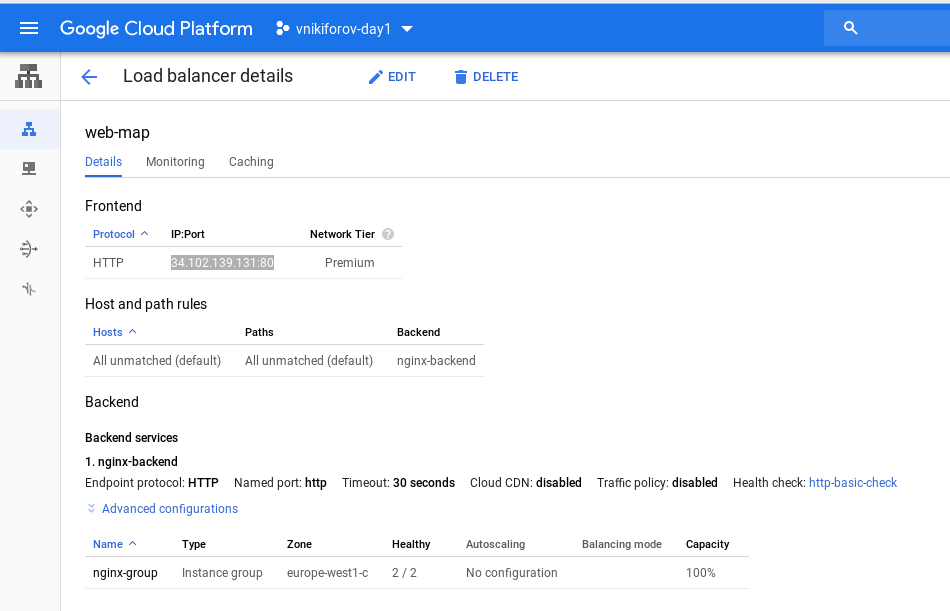 Google Cloud Platform vnikiforov-day1
Load balancer details EDIT DELETE
web-map
Details Monitoring Caching
Frontend
Protocol IP:Port Network Tier
HTTP 34.102.139.131:80 Premium
Host and path rules
Hosts Paths Backend
All unmatched (default) All unmatched (default) nginx-backend
Backend
Backend services
1. nginx-backend
Endpoint protocol: HTTP Named port: http Timeout: 30 seconds Cloud CDN: disabled Traffic policy: disabled Health check: http-basic-check
Advanced configurations
Name Type Zone Healthy Autoscaling Balancing mode Capacity
nginx-group Instance group europe-west1-c 2 / 2 No configuration 100%